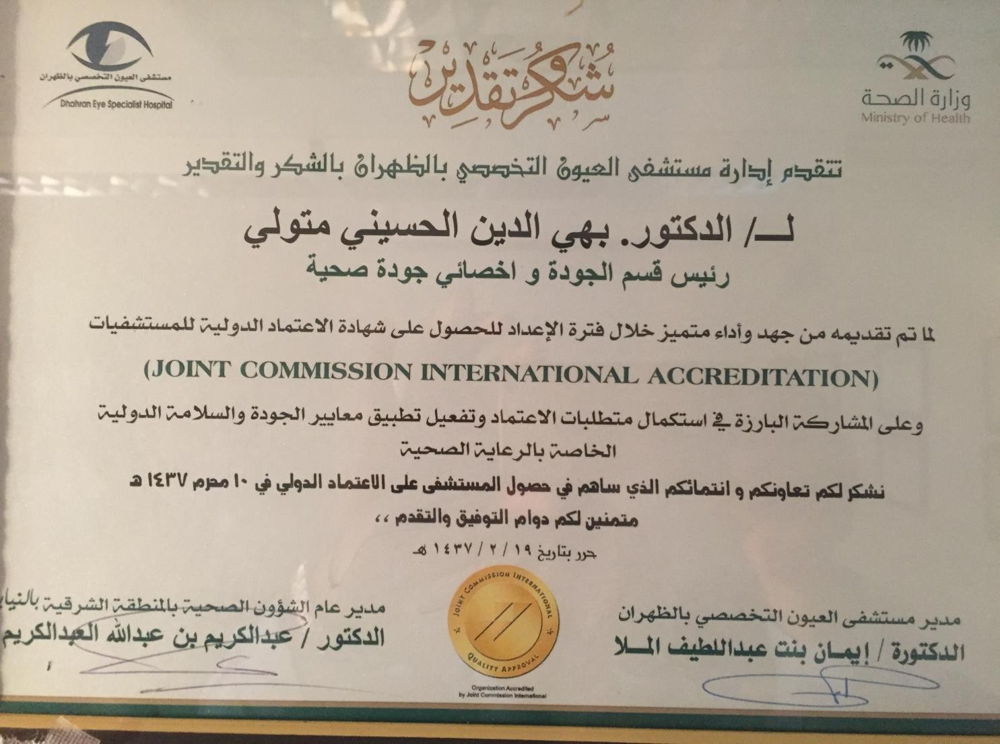 مستشفى العيون التخصصي بالظهران
Dhahran Eye Specialist Hospital
شكر وتقدير
وزارة الصحة
Ministry of Health
تتقدم إدارة مستشفى العيون التخصصي بالظهران بالشكر والتقدير
لـ/ الدكتور. بهي الدين الحسيني متولي
رئيس قسم الجودة و اخصائي جودة صحية
لما تم تقديمه من جهد وأداء متميز خلال فترة الإعداد للحصول على شهادة الاعتماد الدولية للمستشفيات
(JOINT COMMISSION INTERNATIONAL ACCREDITATION)
وعلى المشاركة البارزة في استكمال متطلبات الاعتماد وتفعيل تطبيق معايير الجودة والسلامة الدولية
الخاصة بالرعاية الصحية
نشكر لكم تعاونكم و انتمائكم الذي ساهم في حصول المستشفى على الاعتماد الدولي في ١٠ محرم ١٤٣٧ هـ
متمنين لكم دوام التوفيق والتقدم ،،
حرر بتاريخ ١٩ / ٢ / ١٤٣٧ هـ
مدير مستشفى العيون التخصصي بالظهران
الدكتورة / إيمان بنت عبداللطيف الملا
JOINT COMMISSION INTERNATIONAL
QUALITY APPROVAL
Organization Accredited
by Joint Commission International
مدير عام الشؤون الصحية بالمنطقة الشرقية
الدكتور / عبدالكريم بن عبدالله العبدالكريم